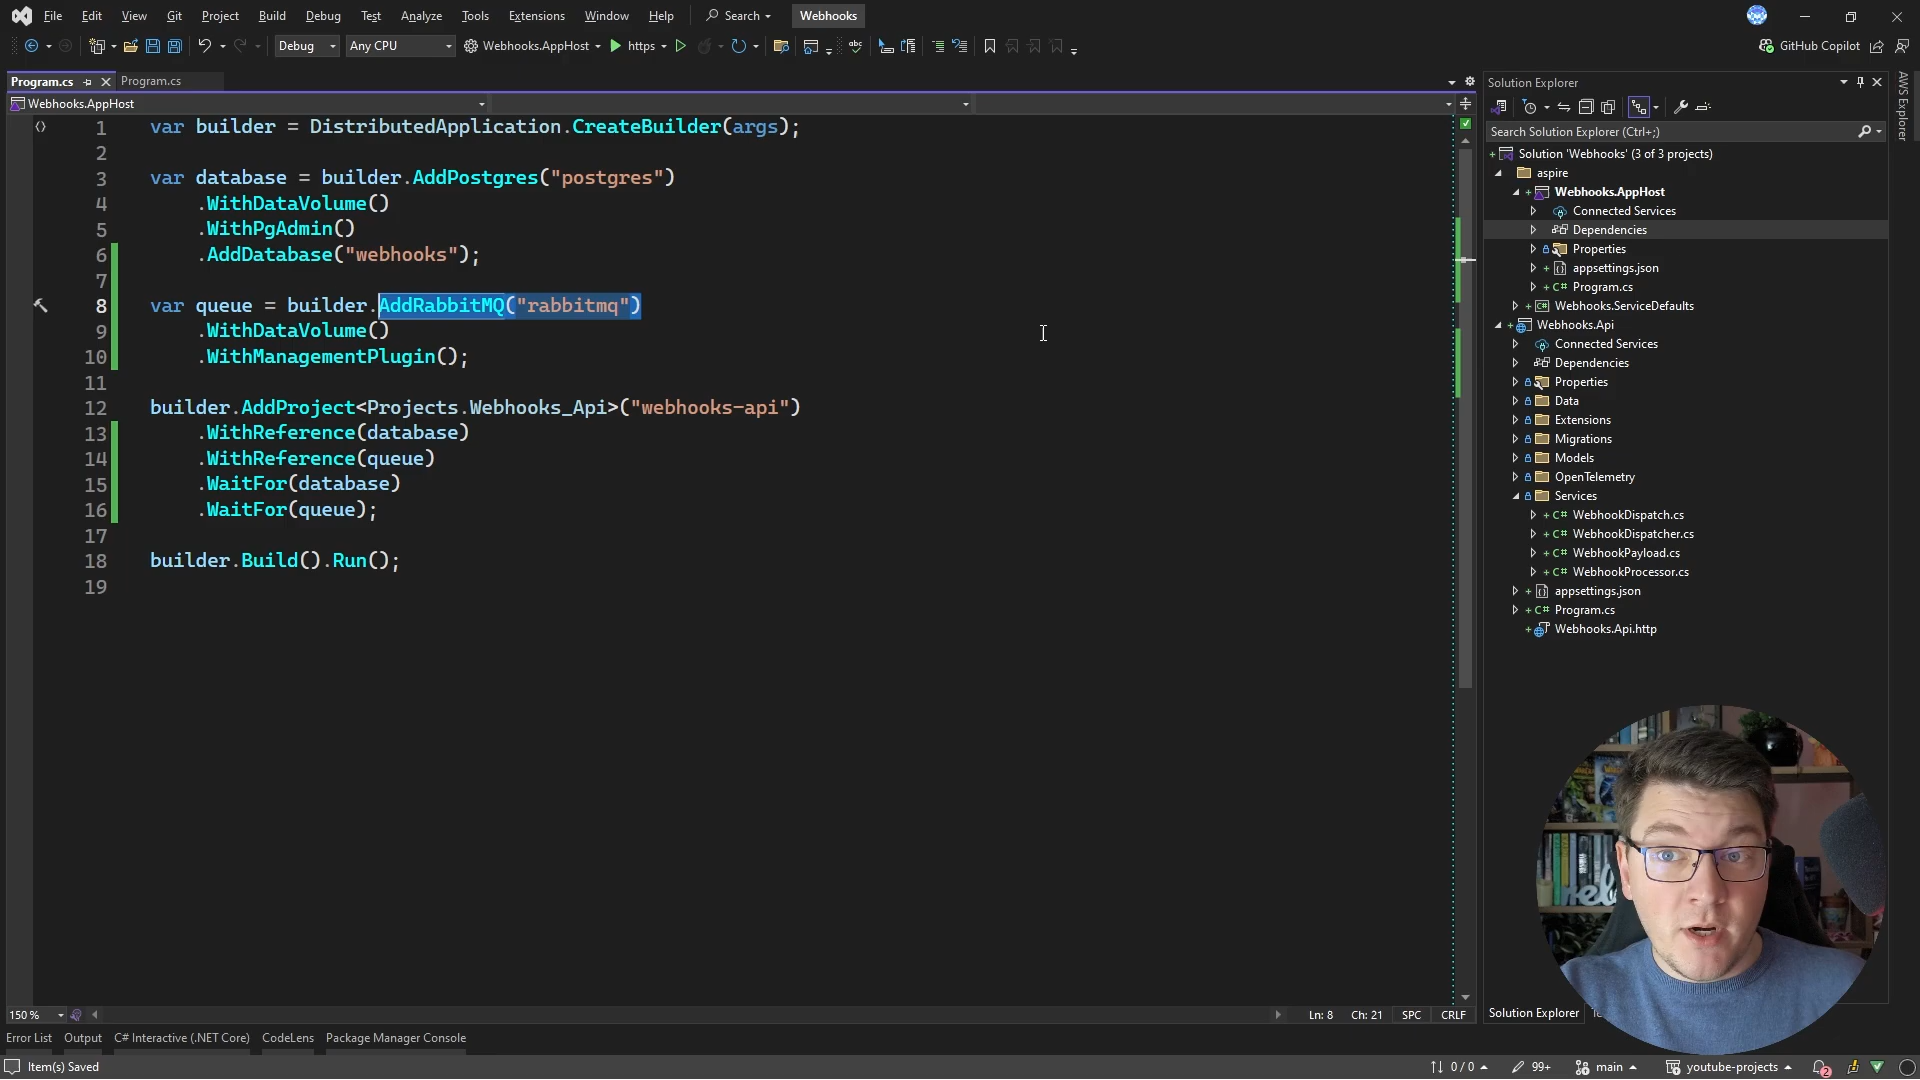 File Edit View Git Project Build Debug Test Analyze Tools Extensions Window Help Search Webhooks
Debug Any CPU Webhooks.AppHost https GitHub Copilot
Program.cs Program.cs
Webhooks.AppHost
1 var builder = DistributedApplication.CreateBuilder(args);
2
3 var database = builder.AddPostgres("postgres")
4 .WithDataVolume()
5 .WithPgAdmin()
6 .AddDatabase("webhooks");
7
8 var queue = builder.AddRabbitMQ("rabbitmq")
9 .WithDataVolume()
10 .WithManagementPlugin();
11
12 builder.AddProject<Projects.Webhooks_Api>("webhooks-api")
13 .WithReference(database)
14 .WithReference(queue)
15 .WaitFor(database)
16 .WaitFor(queue);
17
18 builder.Build().Run();
19
150 % Ln: 8 Ch: 21 SPC CRLF
Error List Output C# Interactive (.NET Core) CodeLens Package Manager Console
Item(s) Saved 0 / 0 99+ main youtube-projects 2
Solution Explorer
Search Solution Explorer (Ctrl+;)
Solution 'Webhooks' (3 of 3 projects)
aspire
Webhooks.AppHost
Connected Services
Dependencies
Properties
appsettings.json
C# Program.cs
Webhooks.ServiceDefaults
Webhooks.Api
Connected Services
Dependencies
Properties
Data
Extensions
Migrations
Models
OpenTelemetry
Services
C# WebhookDispatch.cs
C# WebhookDispatcher.cs
C# WebhookPayload.cs
C# WebhookProcessor.cs
appsettings.json
C# Program.cs
Webhooks.Api.http
Solution Explorer
AWS Explorer